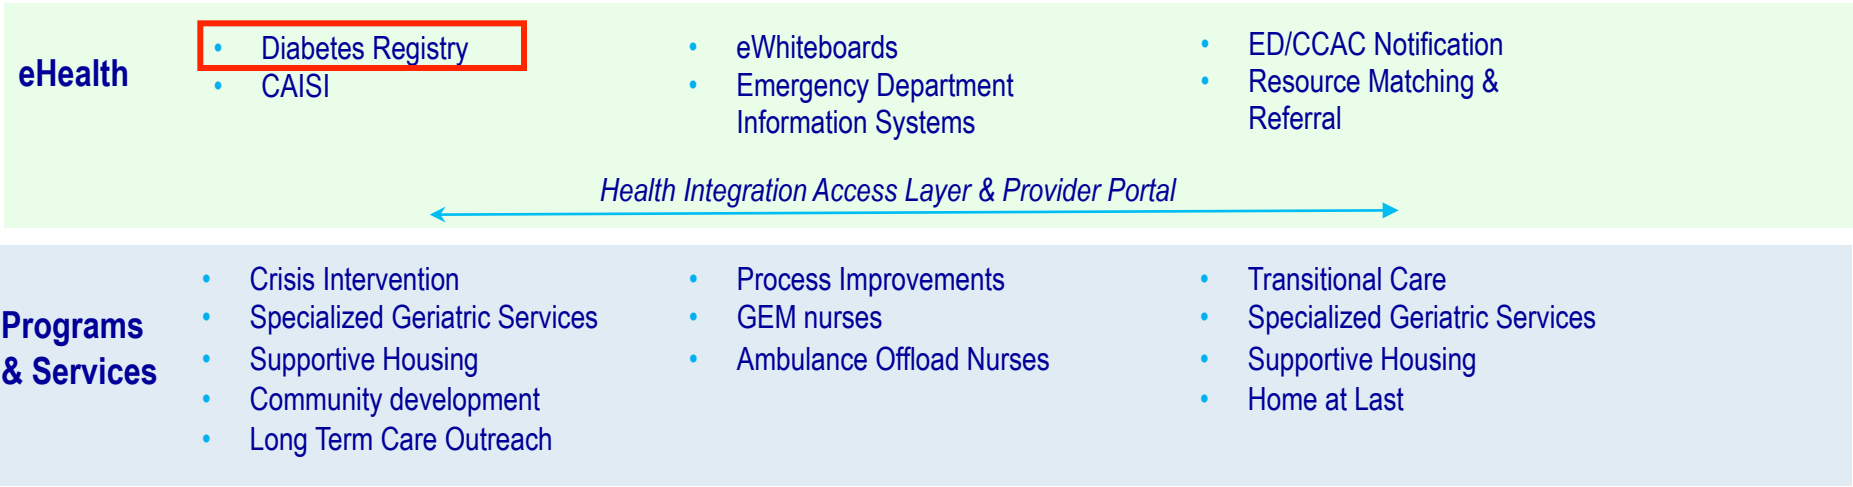 eHealth
• Diabetes Registry
• CAISI
• eWhiteboards
• Emergency Department
Information Systems
• ED/CCAC Notification
• Resource Matching &
Referral
Health Integration Access Layer & Provider Portal
Programs
& Services
• Crisis Intervention
• Specialized Geriatric Services
• Supportive Housing
• Community development
• Long Term Care Outreach
• Process Improvements
• GEM nurses
• Ambulance Offload Nurses
• Transitional Care
• Specialized Geriatric Services
• Supportive Housing
• Home at Last